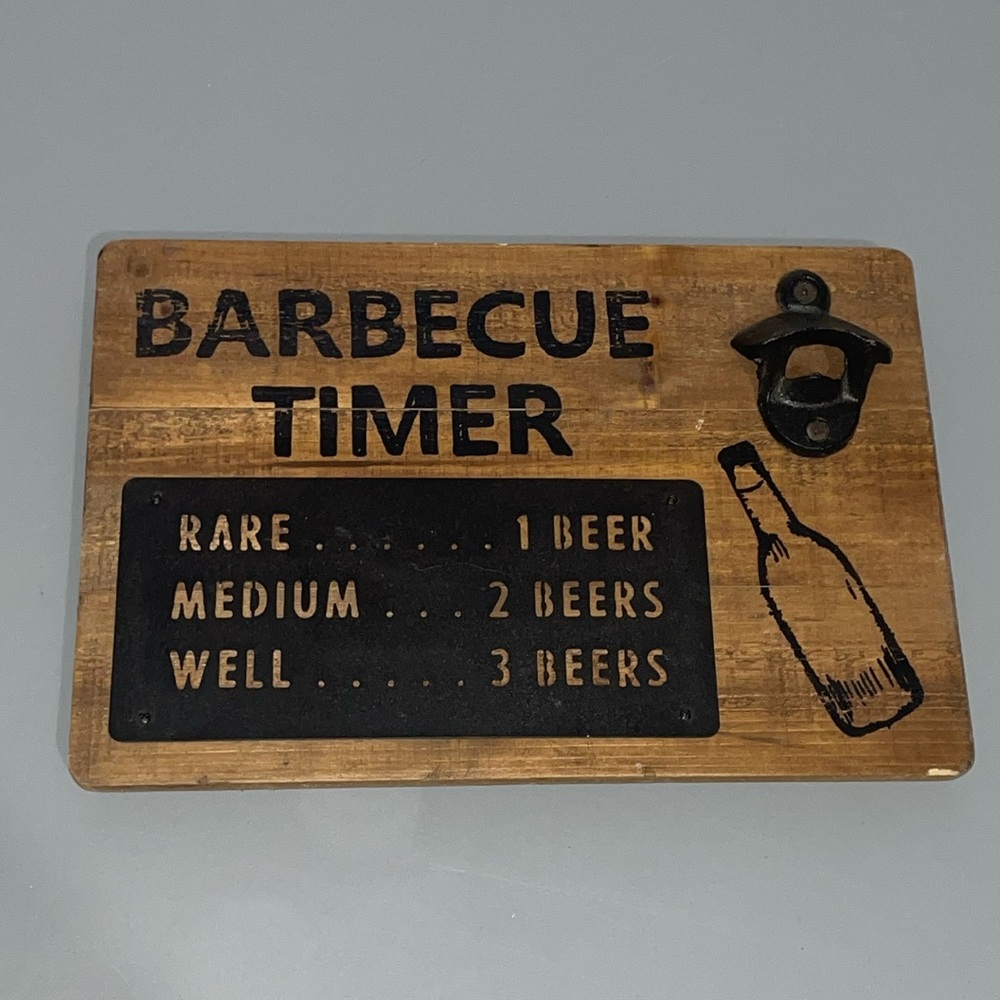 BARBECUE
TIMER
RARE . . . . . . 1 BEER
MEDIUM . . . 2 BEERS
WELL . . . . . 3 BEERS